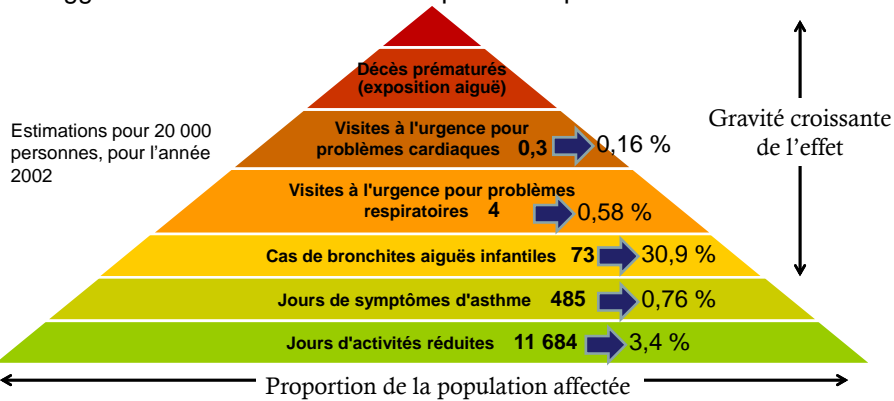 Décès prématurés
(exposition aiguë)
Estimations pour 20 000
personnes, pour l'année
2002
Visites à l'urgence pour
problèmes cardiaques 0,3 0,16 %
Gravité croissante
de l'effet
Visites à l'urgence pour problèmes
respiratoires 4 0,58 %
Cas de bronchites aiguës infantiles 73 30,9 %
Jours de symptômes d'asthme 485 0,76 %
Jours d'activités réduites 11 684 3,4 %
Proportion de la population affectée